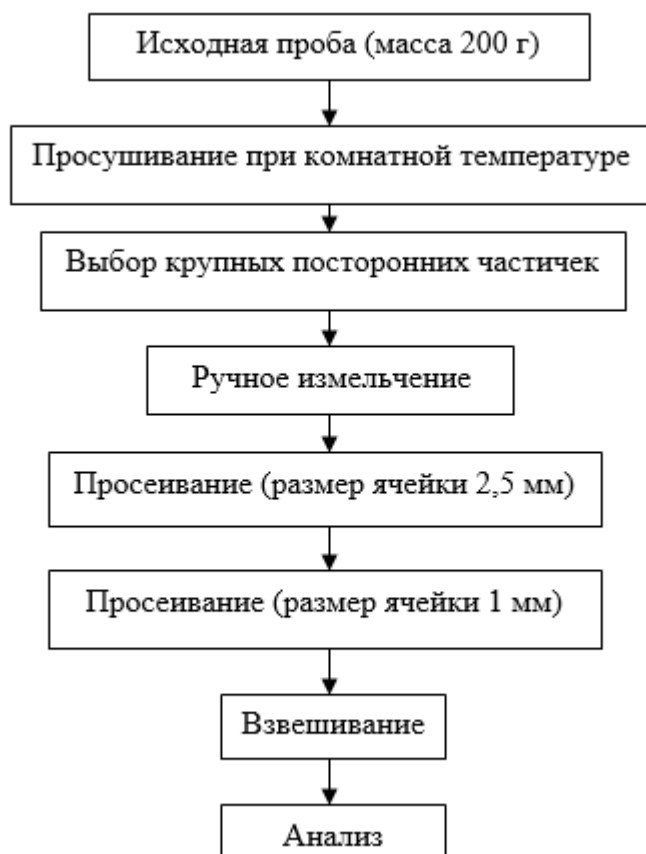 Исходная проба (масса 200 г)
Просушивание при комнатной температуре
Выбор крупных посторонних частичек
Ручное измельчение
Просеивание (размер ячейки 2,5 мм)
Просеивание (размер ячейки 1 мм)
Взвешивание
Анализ